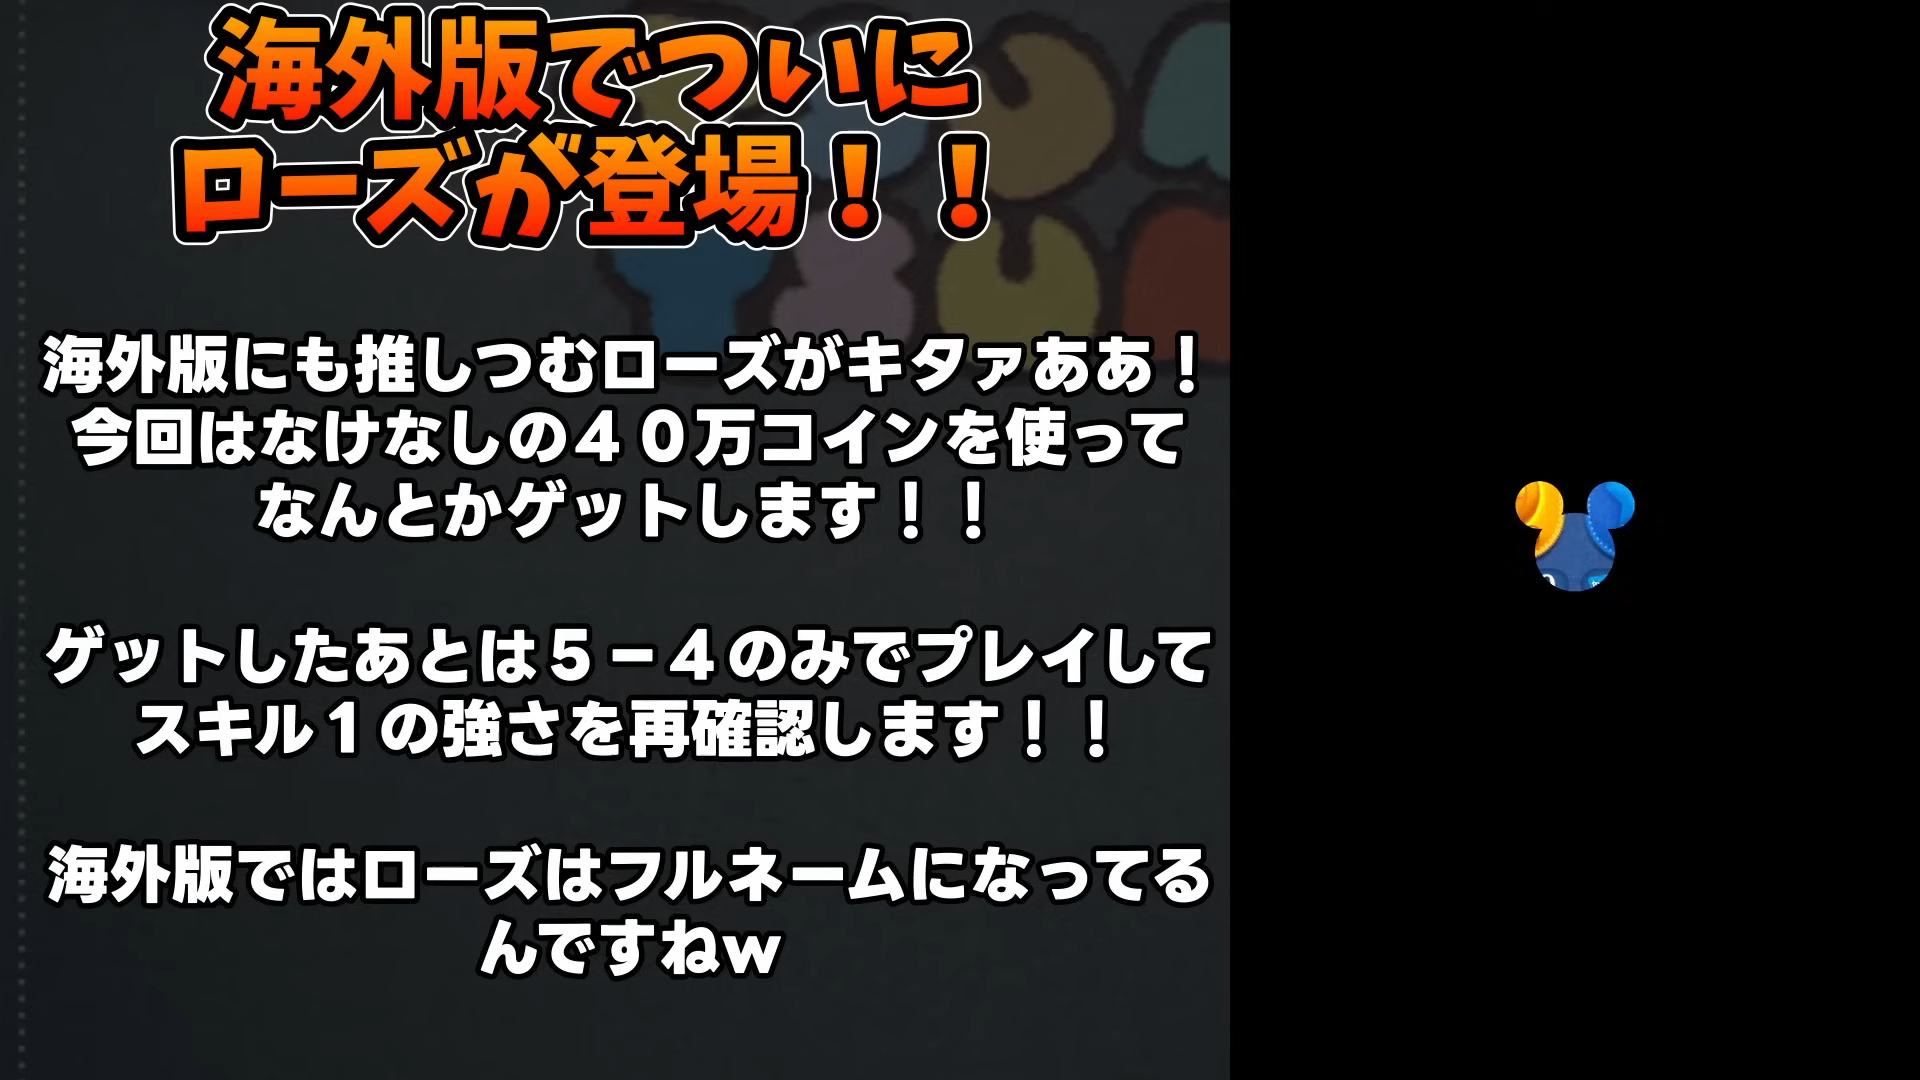 海外版でついに
ローズが登場！！
海外版にも推しつむローズがキタァああ！
今回はなけなしの４０万コインを使って
なんとかゲットします！！
ゲットしたあとは５－４のみでプレイして
スキル１の強さを再確認します！！
海外版ではローズはフルネームになってる
んですねw